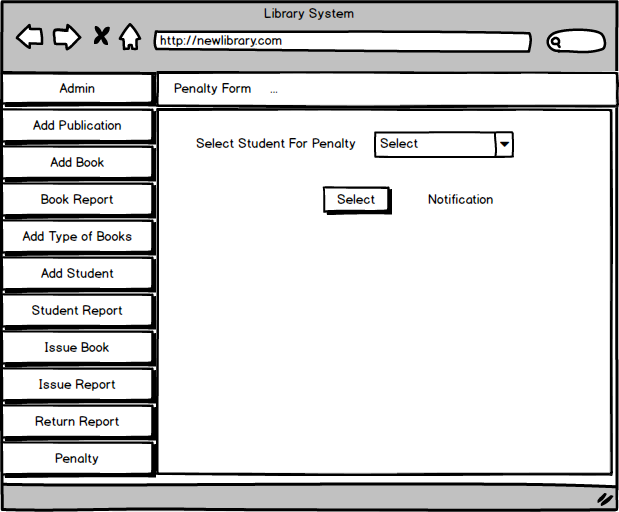 Library System
http://newlibrary.com
Admin
Penalty Form ...
Add Publication
Select Student For Penalty Select
Add Book
Book Report
Select Notification
Add Type of Books
Add Student
Student Report
Issue Book
Issue Report
Return Report
Penalty